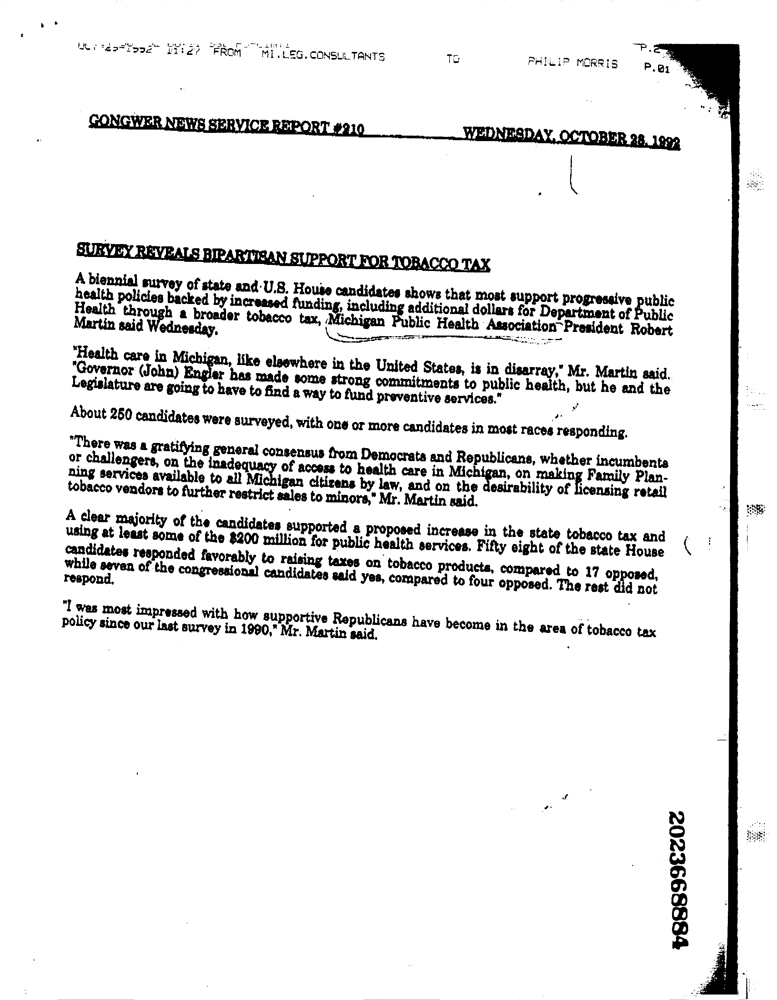 11:27 FROM MI.LEG.CONSULTANTS TO PHILIP MORRIS P.01
P.2
GONGWER NEWS SERVICE REPORT #210 WEDNESDAY, OCTOBER 28, 1992
SURVEY REVEALS BIPARTISAN SUPPORT FOR TOBACCO TAX
A biennial survey of state and U.S. House candidates shows that most support progressive public
health policies backed by increased funding, including additional dollars for Department of Public
Health through a broader tobacco tax, Michigan Public Health Association President Robert
Martin said Wednesday.
"Health care in Michigan, like elsewhere in the United States, is in disarray," Mr. Martin said.
"Governor (John) Engler has made some strong commitments to public health, but he and the
Legislature are going to have to find a way to fund preventive services."
About 250 candidates were surveyed, with one or more candidates in most races responding.
"There was a gratifying general consensus from Democrats and Republicans, whether incumbents
or challengers, on the inadequacy of access to health care in Michigan, on making Family Plan-
ning services available to all Michigan citizens by law, and on the desirability of licensing retail
tobacco vendors to further restrict sales to minors," Mr. Martin said.
A clear majority of the candidates supported a proposed increase in the state tobacco tax and
using at least some of the $200 million for public health services. Fifty eight of the state House
candidates responded favorably to raising taxes on tobacco products, compared to 17 opposed,
while seven of the congressional candidates said yes, compared to four opposed. The rest did not
respond.
"I was most impressed with how supportive Republicans have become in the area of tobacco tax
policy since our last survey in 1990," Mr. Martin said.
2023668884